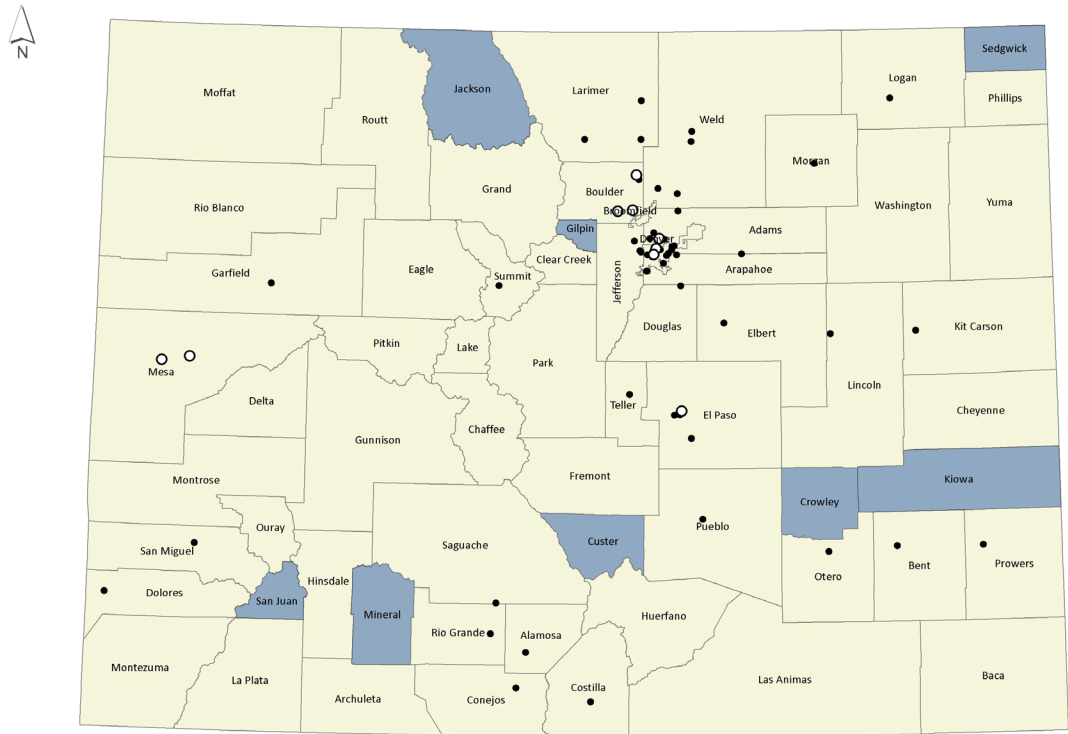 N
Sedgwick
Logan
Jackson
Larimer
Moffat
Phillips
Routt
Weld
Morgan
Grand
Boulder
Yuma
Rio Blanco
Washington
Broomfield
Gilpin
Adams
Denver
Clear Creek
Eagle
Arapahoe
Garfield
Summit
Jefferson
Douglas
Kit Carson
Elbert
Pitkin
Lake
Park
Mesa
Lincoln
Delta
Teller
Cheyenne
El Paso
Chaffee
Gunnison
Fremont
Kiowa
Montrose
Crowley
Pueblo
Ouray
Custer
Saguache
San Miguel
Prowers
Bent
Otero
Hinsdale
Dolores
San Juan
Mineral
Huerfano
Rio Grande
Alamosa
Montezuma
Baca
La Plata
Las Animas
Costilla
Archuleta
Conejos